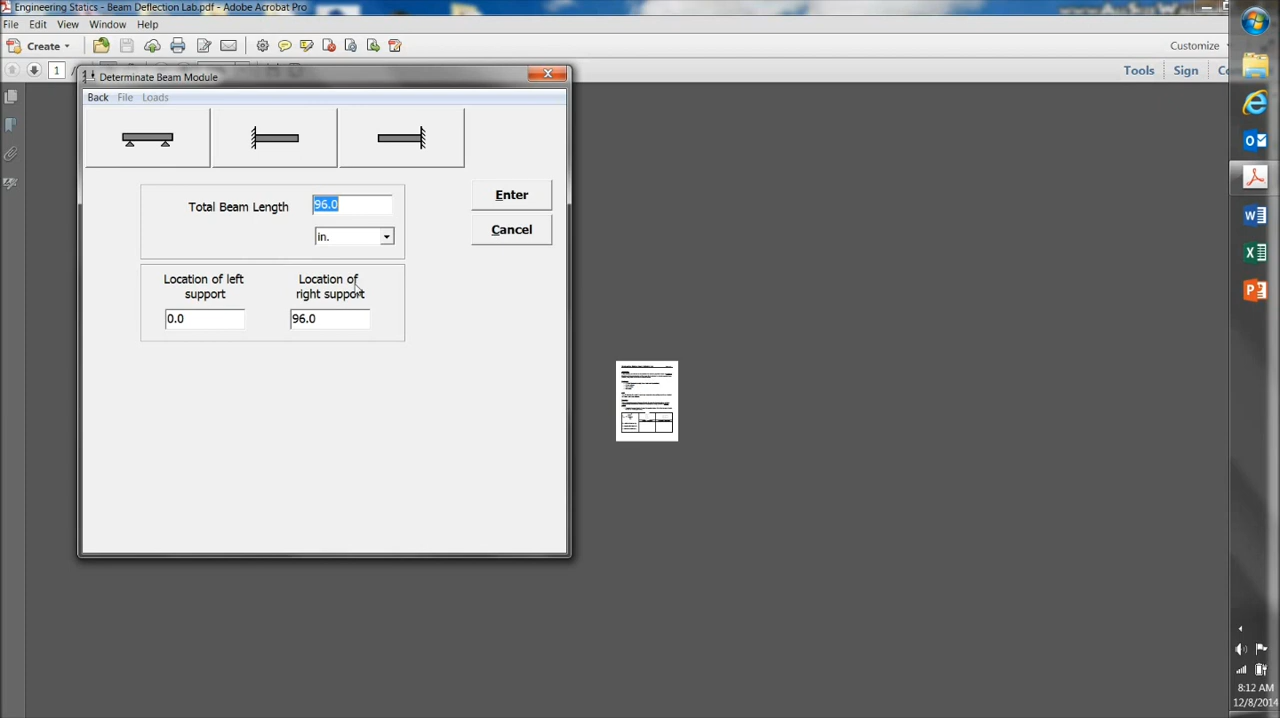 Engineering Statics - Beam Deflection Lab.pdf - Adobe Acrobat Pro
File Edit View Window Help
Create
Customize
1
Tools Sign
Determinate Beam Module
Back File Loads
Total Beam Length 96.0
in.
Enter
Cancel
Location of left support
Location of right support
0.0 96.0
8:12 AM
12/8/2014